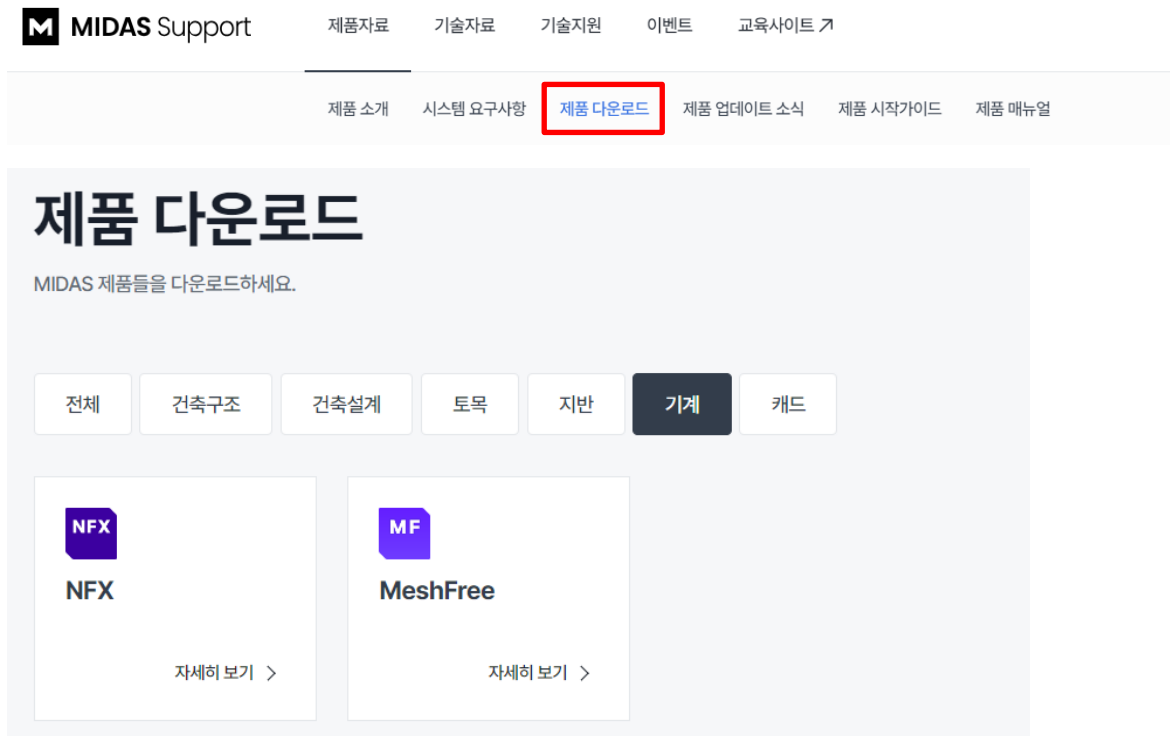 M MIDAS Support 제품자료 기술자료 기술지원 이벤트 교육사이트
제품 소개 시스템 요구사항 제품 다운로드 제품 업데이트 소식 제품 시작가이드 제품 매뉴얼
제품 다운로드
MIDAS 제품들을 다운로드하세요.
전체 건축구조 건축설계 토목 지반 기계 캐드
NFX
NFX
자세히 보기
MF
MeshFree
자세히 보기